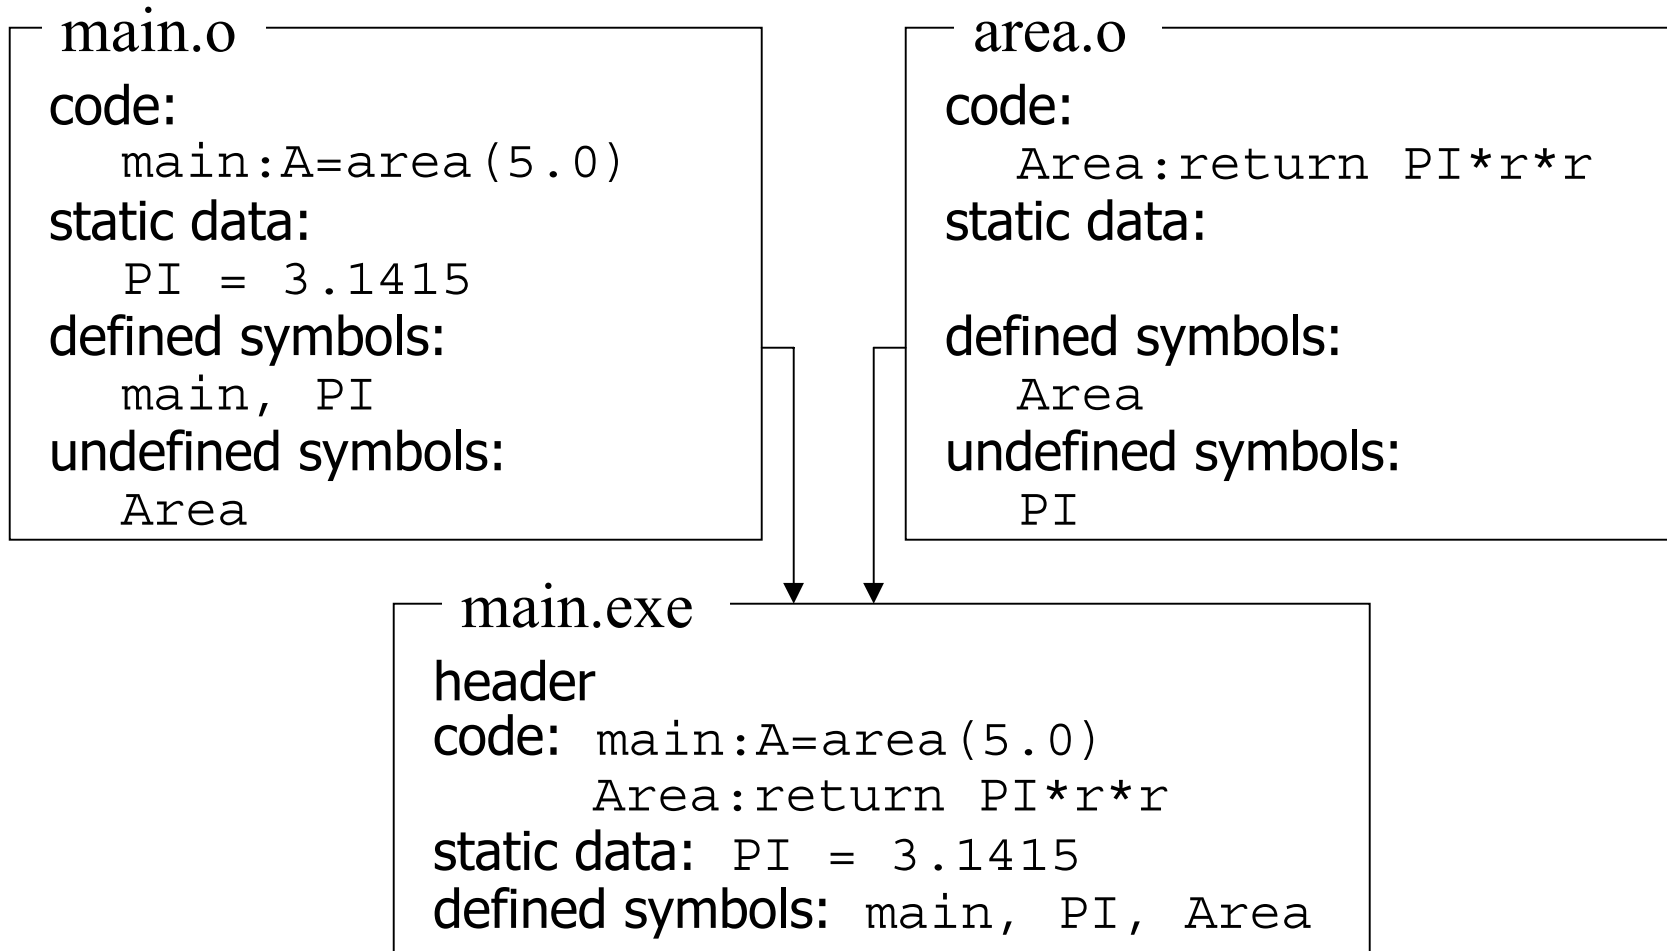 main.o
code:
main:A=area(5.0)
static data:
PI = 3.1415
defined symbols:
main, PI
undefined symbols:
Area
area.o
code:
Area:return PI*r*r
static data:
defined symbols:
Area
undefined symbols:
PI
main.exe
header
code: main:A=area(5.0)
Area:return PI*r*r
static data: PI = 3.1415
defined symbols: main, PI, Area